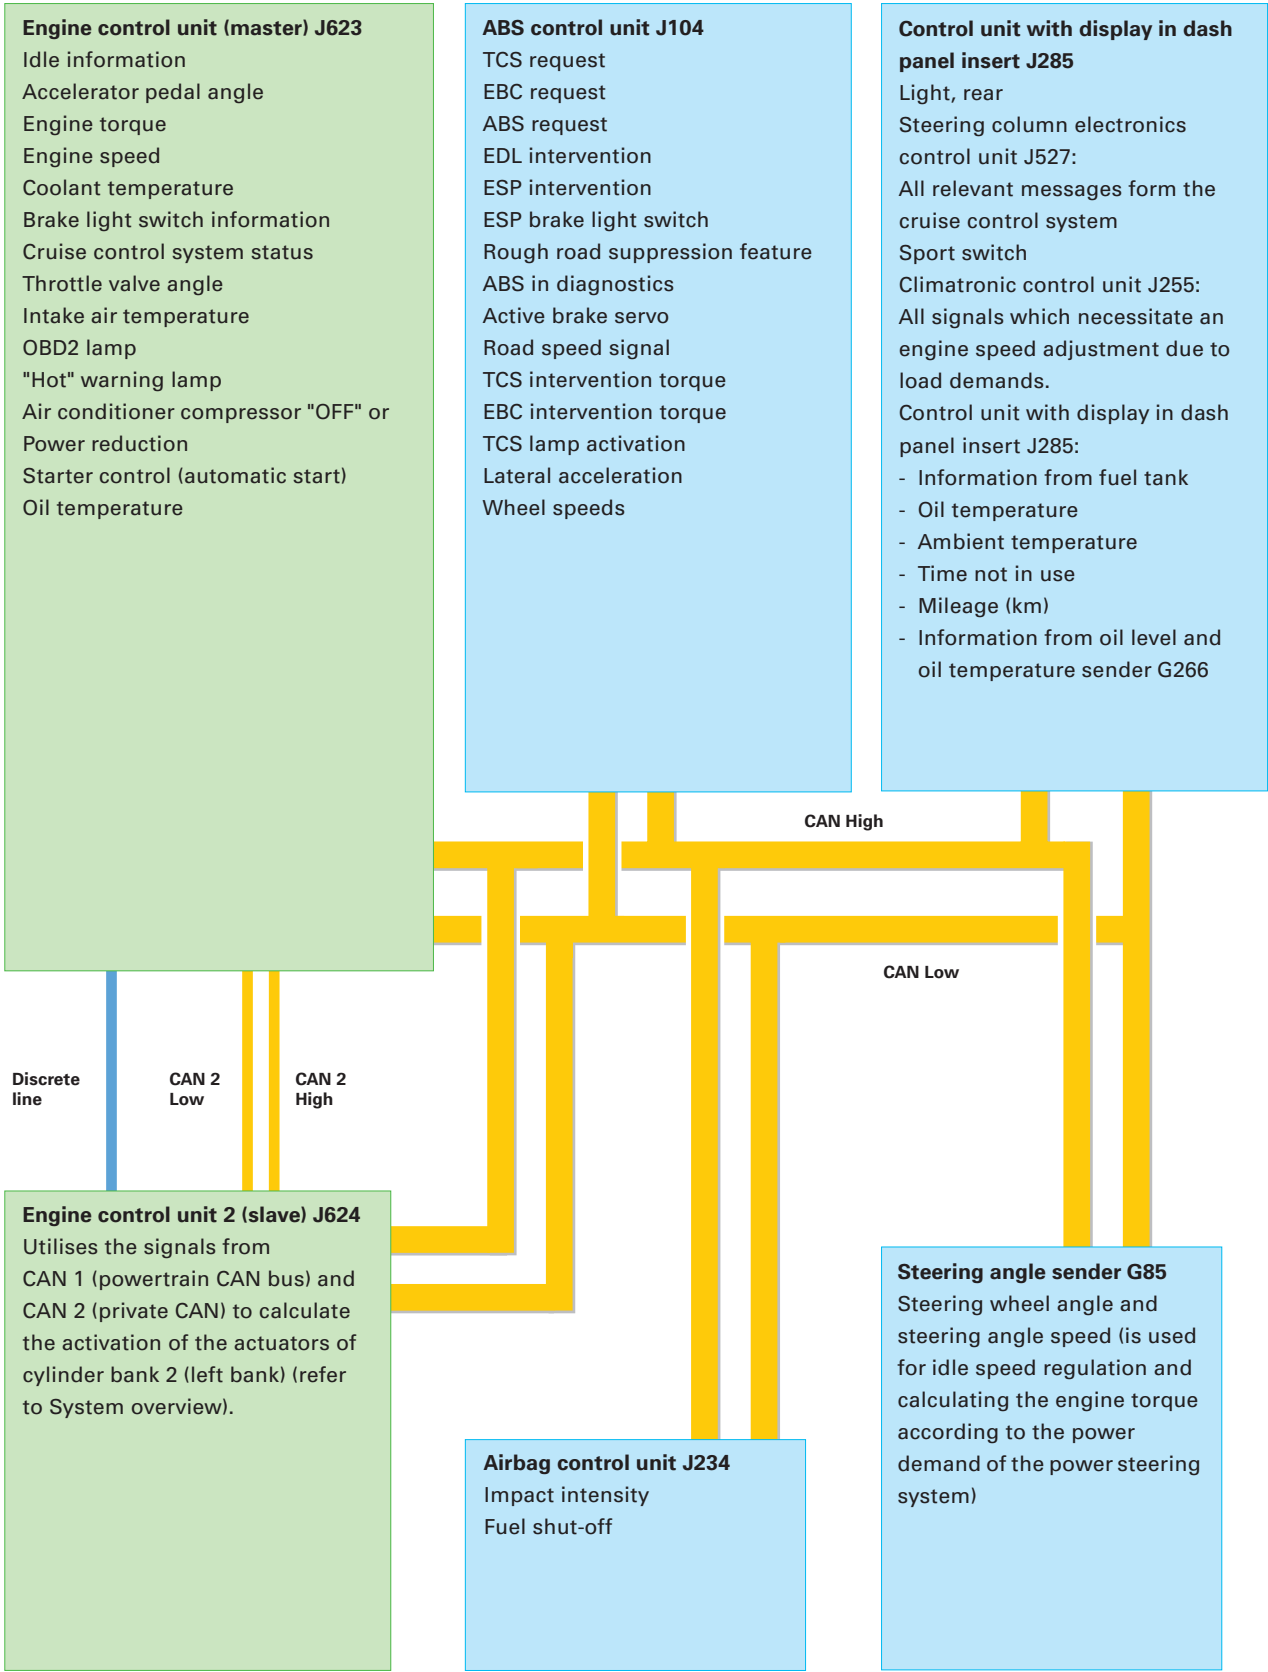 Engine control unit (master) J623
Idle information
Accelerator pedal angle
Engine torque
Engine speed
Coolant temperature
Brake light switch information
Cruise control system status
Throttle valve angle
Intake air temperature
OBD2 lamp
"Hot" warning lamp
Air conditioner compressor "OFF" or
Power reduction
Starter control (automatic start)
Oil temperature
ABS control unit J104
TCS request
EBC request
ABS request
EDL intervention
ESP intervention
ESP brake light switch
Rough road suppression feature
ABS in diagnostics
Active brake servo
Road speed signal
TCS intervention torque
EBC intervention torque
TCS lamp activation
Lateral acceleration
Wheel speeds
Control unit with display in dash
panel insert J285
Light, rear
Steering column electronics
control unit J527:
All relevant messages form the
cruise control system
Sport switch
Climatronic control unit J255:
All signals which necessitate an
engine speed adjustment due to
load demands.
Control unit with display in dash
panel insert J285:
- Information from fuel tank
- Oil temperature
- Ambient temperature
- Time not in use
- Mileage (km)
- Information from oil level and
oil temperature sender G266
CAN High
CAN Low
Discrete
line
CAN 2
Low
CAN 2
High
Engine control unit 2 (slave) J624
Utilises the signals from
CAN 1 (powertrain CAN bus) and
CAN 2 (private CAN) to calculate
the activation of the actuators of
cylinder bank 2 (left bank) (refer
to System overview).
Airbag control unit J234
Impact intensity
Fuel shut-off
Steering angle sender G85
Steering wheel angle and
steering angle speed (is used
for idle speed regulation and
calculating the engine torque
according to the power
demand of the power steering
system)